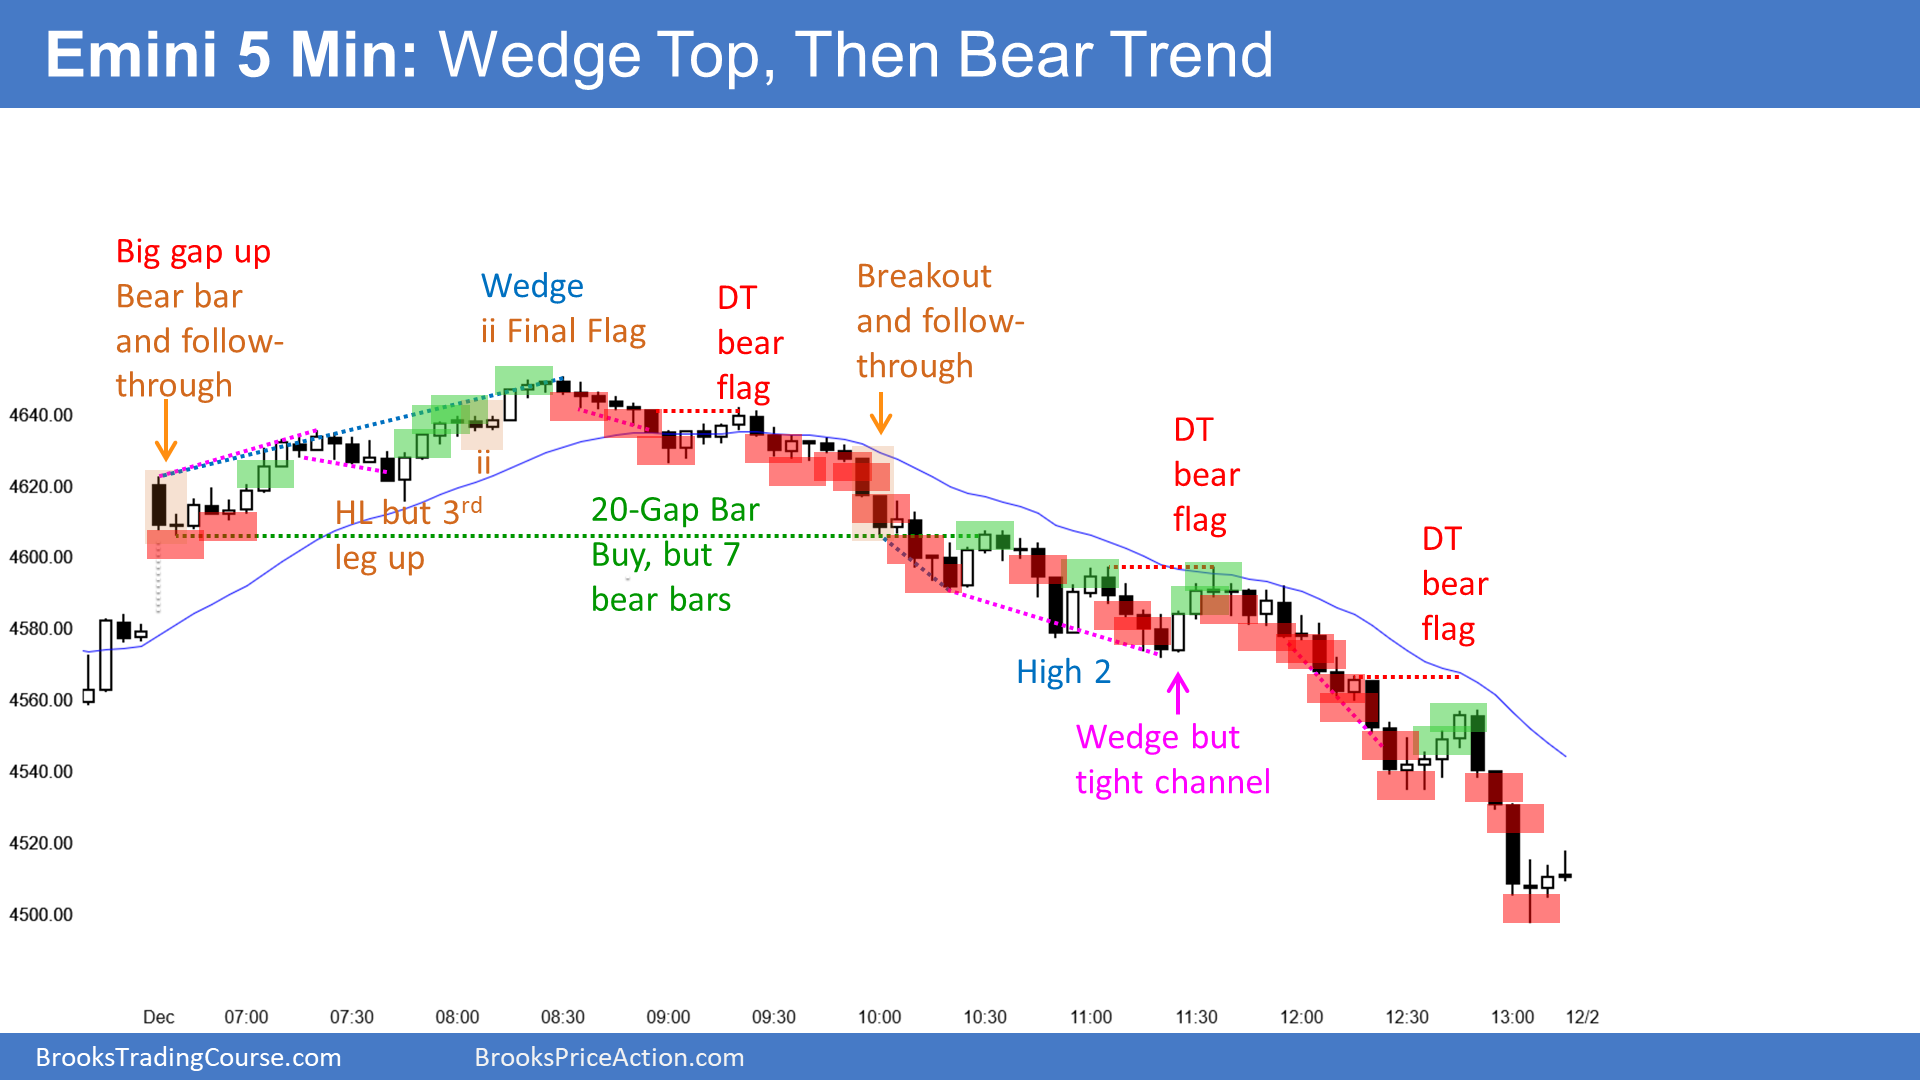 Emini 5 Min: Wedge Top, Then Bear Trend
Big gap up
Bear bar
and follow-
through
Wedge
ii Final Flag
DT
bear
flag
Breakout
and follow-
through
ii
HL but 3rd
leg up
20-Gap Bar
Buy, but 7
bear bars
DT
bear
flag
DT
bear
flag
High 2
Wedge but
tight channel
4640.00
4620.00
4600.00
4580.00
4560.00
4540.00
4520.00
4500.00
Dec 07:00 07:30 08:00 08:30 09:00 09:30 10:00 10:30 11:00 11:30 12:00 12:30 13:00 12/2
BrooksTradingCourse.com BrooksPriceAction.com